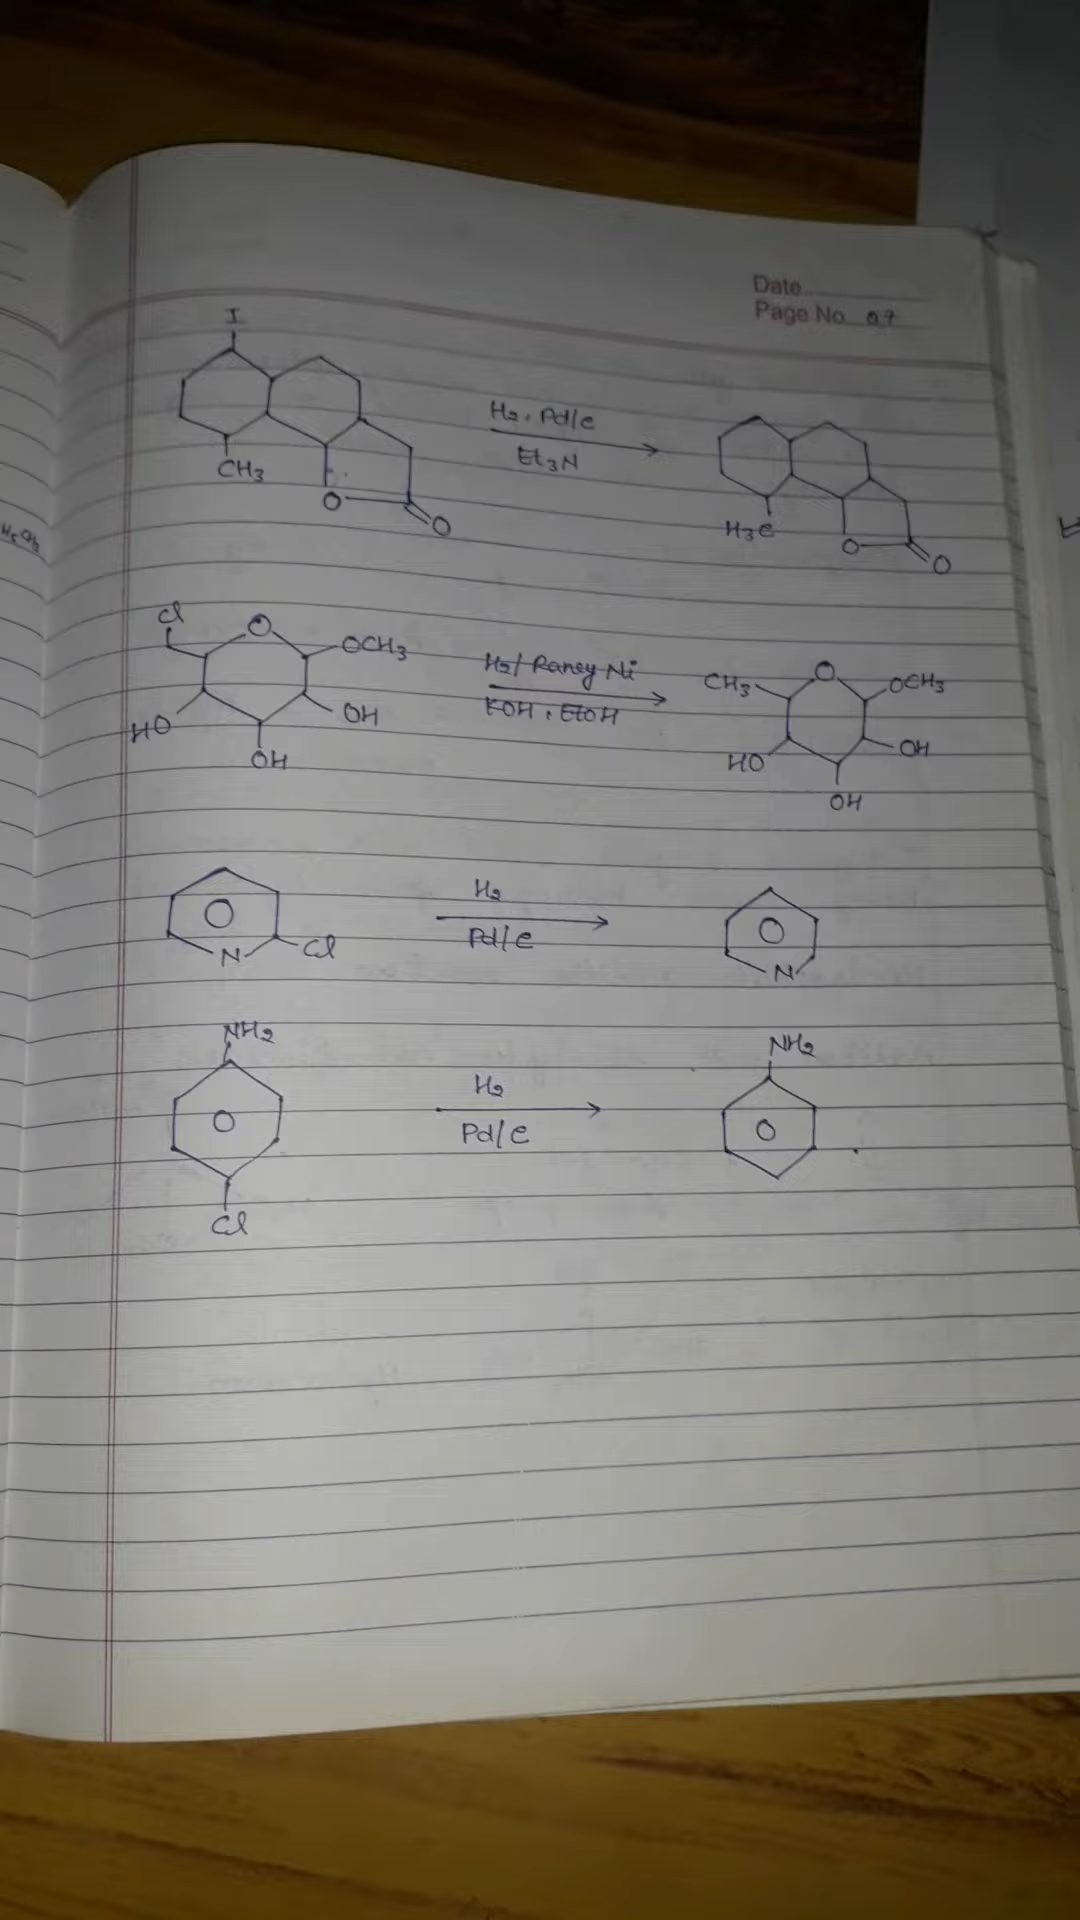 Date
Page No. 07
I
H₂, Pd/C
Et₃N
CH₃
O
O
H₃C
O
O
Cl
O
OCH₃
HO
OH
OH
H₂/ Raney Ni
KOH, EtOH
CH₃
O
OCH₃
HO
OH
OH
N
Cl
H₂
Pd/C
N
NH₂
Cl
H₂
Pd/C
NH₂